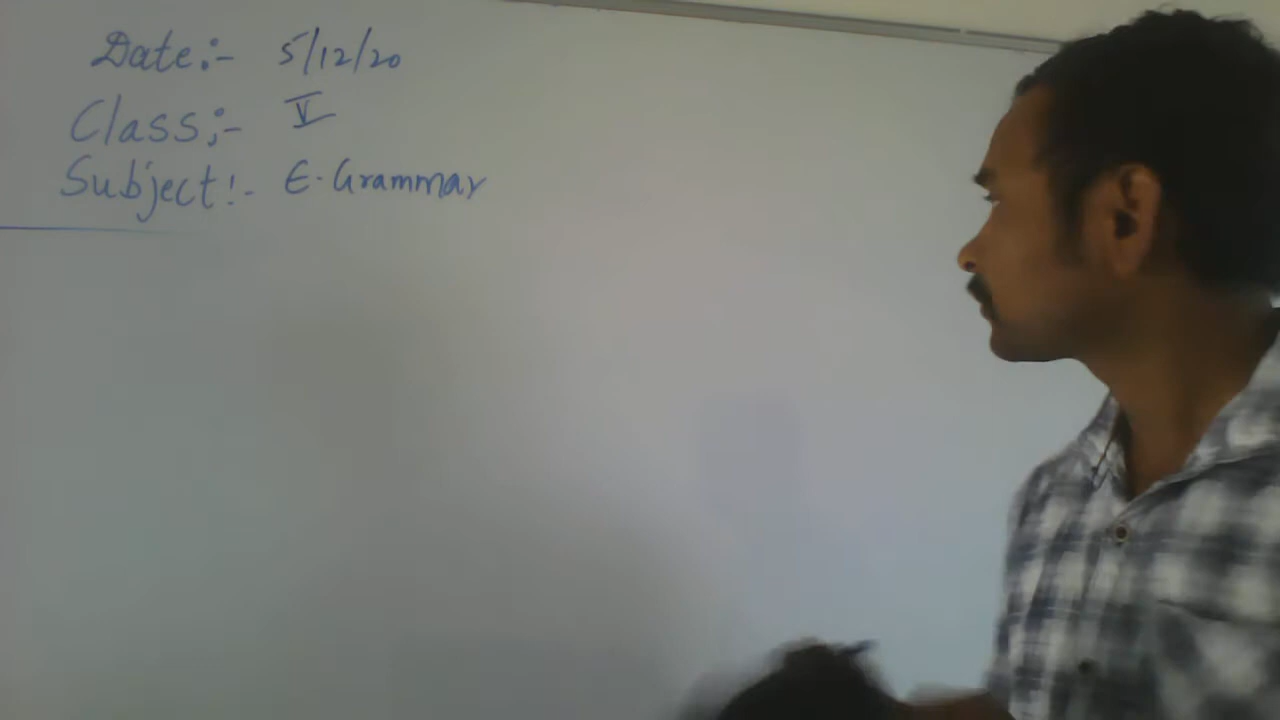 Date:- 5/12/20
Class:- V
Subject:- E. Grammar